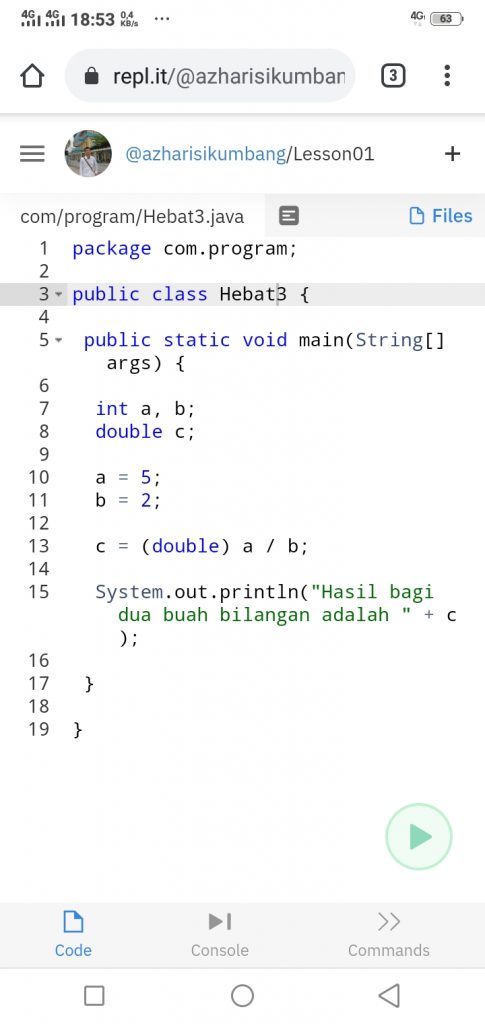 4G 4G 18:53 0,4 KB/s ... 4G 63
repl.it/@azharisikumban 3
@azharisikumbang/Lesson01 +
com/program/Hebat3.java Files
1 package com.program;
2
3 public class Hebat3 {
4
5 public static void main(String[]
args) {
6
7 int a, b;
8 double c;
9
10 a = 5;
11 b = 2;
12
13 c = (double) a / b;
14
15 System.out.println("Hasil bagi
dua buah bilangan adalah " + c
);
16
17 }
18
19 }
Code Console Commands